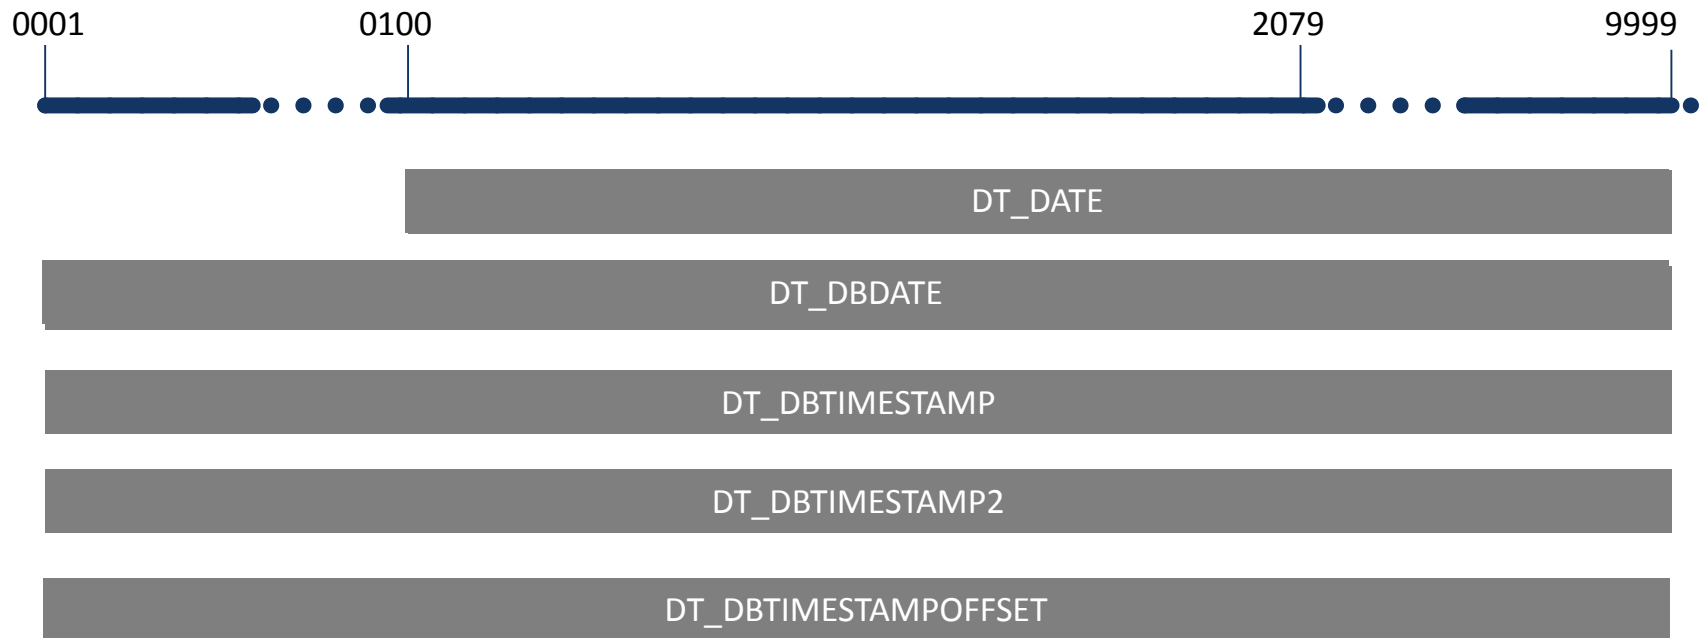 0001 0100 2079 9999
DT_DATE
DT_DBDATE
DT_DBTIMESTAMP
DT_DBTIMESTAMP2
DT_DBTIMESTAMPOFFSET